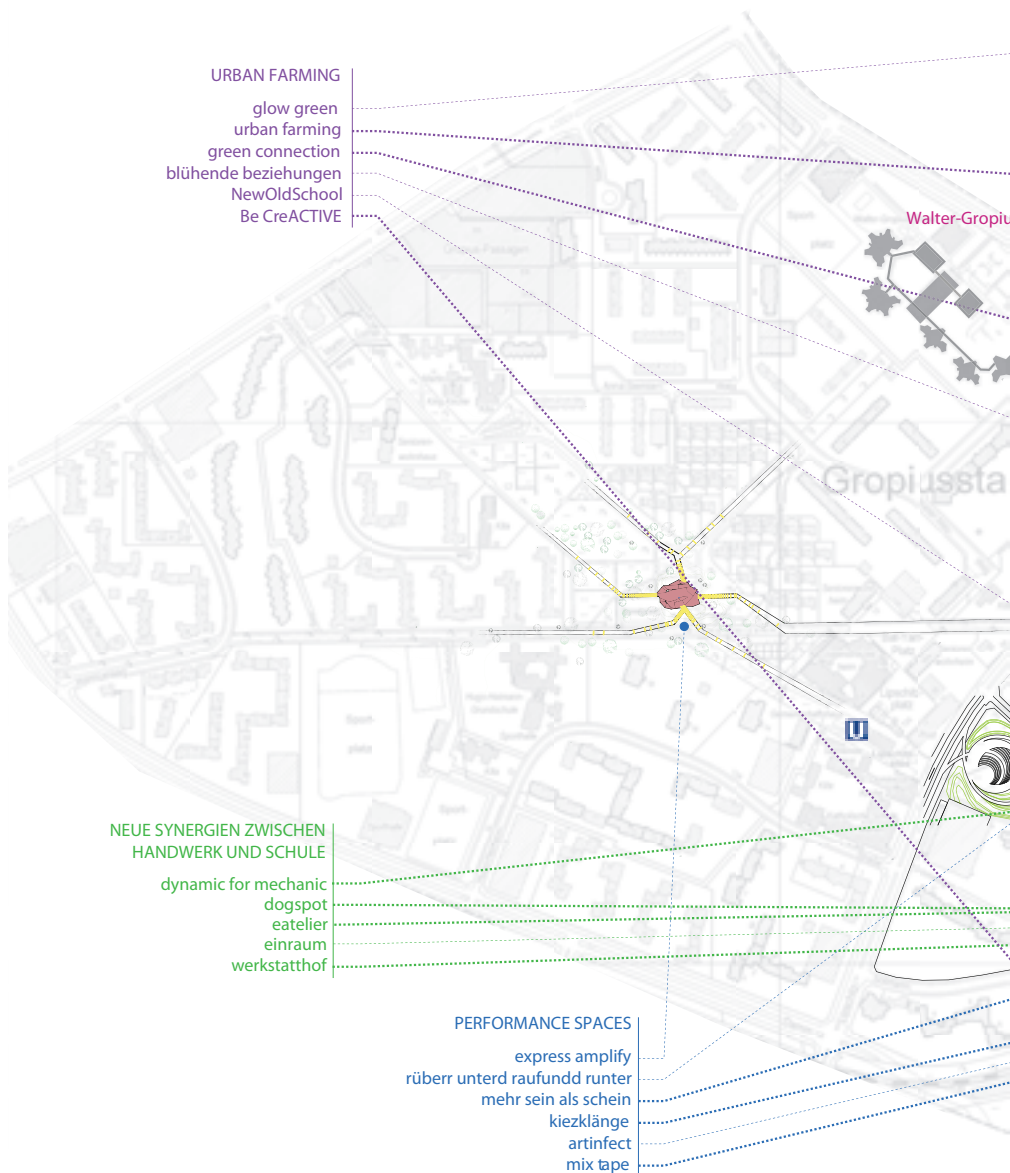 URBAN FARMING
glow green
urban farming
green connection
blühende beziehungen
NewOldSchool
Be CreACTIVE
Walter-Gropiu
Gropiussta
U
NEUE SYNERGIEN ZWISCHEN
HANDWERK UND SCHULE
dynamic for mechanic
dogspot
eatelier
einraum
werkstatthof
PERFORMANCE SPACES
express amplify
rüberr unterd raufundd runter
mehr sein als schein
kiezklänge
artinfect
mix tape